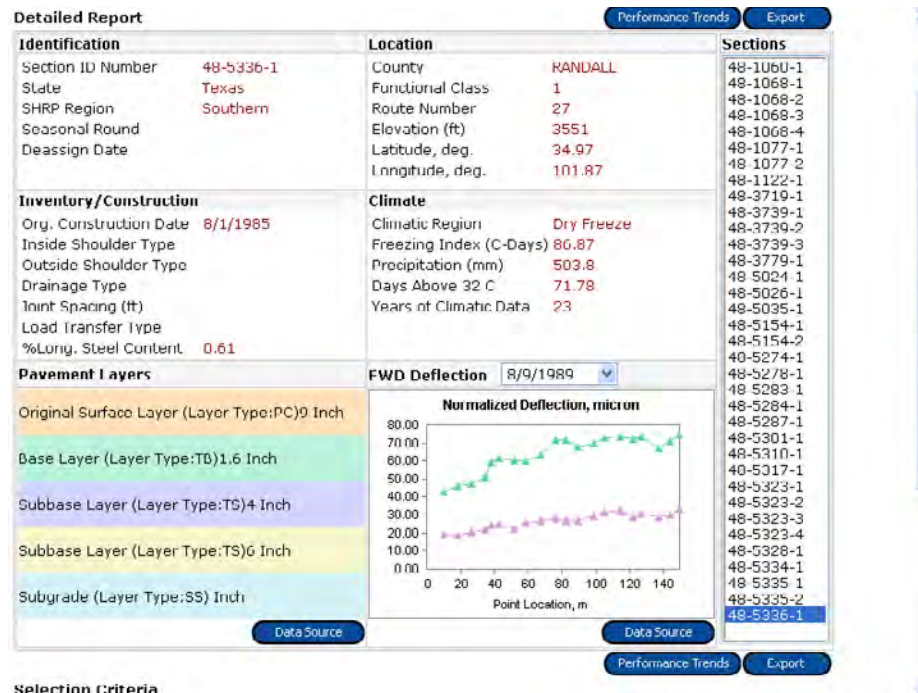 Detailed Report
Performance Trends
Export
Identification
Section ID Number 48-5336-1
State Texas
SHRP Region Southern
Seasonal Round
Deassign Date
Location
County RANDALL
Functional Class 1
Route Number 27
Elevation (ft) 3551
Latitude, deg. 34.97
Longitude, deg. 101.87
Inventory/Construction
Org. Construction Date 8/1/1985
Inside Shoulder Type
Outside Shoulder Type
Drainage Type
Joint Spacing (ft)
Load Transfer Type
%Long. Steel Content 0.61
Climate
Climatic Region Dry Freeze
Freezing Index (C-Days) 86.87
Precipitation (mm) 503.8
Days Above 32 C 71.78
Years of Climatic Data 23
Pavement Layers
Original Surface Layer (Layer Type:PC)9 Inch
Base Layer (Layer Type:TB)1.6 Inch
Subbase Layer (Layer Type:TS)4 Inch
Subbase Layer (Layer Type:TS)6 Inch
Subgrade (Layer Type:SS) Inch
Data Source
FWD Deflection 8/9/1989
Normalized Deflection, micron
80.00
70.00
60.00
50.00
40.00
30.00
20.00
10.00
0.00
0 20 40 60 80 100 120 140
Point Location, m
Data Source
Sections
48-1060-1
48-1068-1
48-1068-2
48-1068-3
48-1068-4
48-1077-1
48-1077-2
48-1122-1
48-3719-1
48-3739-1
48-3739-2
48-3739-3
48-3779-1
48-5024-1
48-5026-1
48-5035-1
48-5154-1
48-5154-2
48-5274-1
48-5278-1
48-5283-1
48-5284-1
48-5287-1
48-5301-1
48-5310-1
48-5317-1
48-5323-1
48-5323-2
48-5323-3
48-5323-4
48-5328-1
48-5334-1
48-5335-1
48-5335-2
48-5336-1
Performance Trends
Export
Selection Criteria